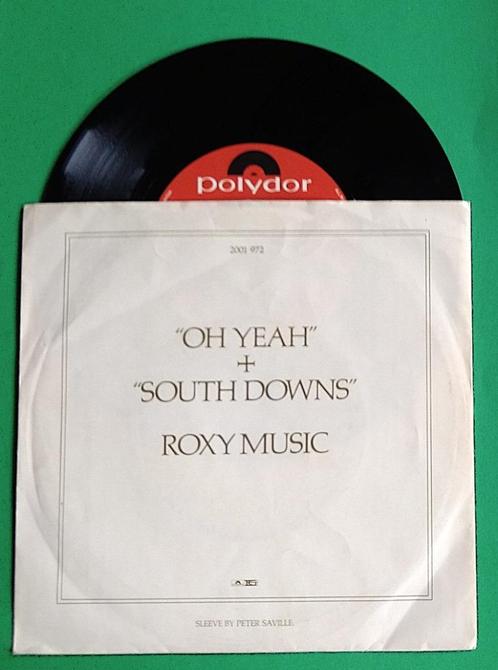 polydor
2001 972
“OH YEAH”
+
“SOUTH DOWNS”
ROXY MUSIC
SLEEVE BY PETER SAVILLE